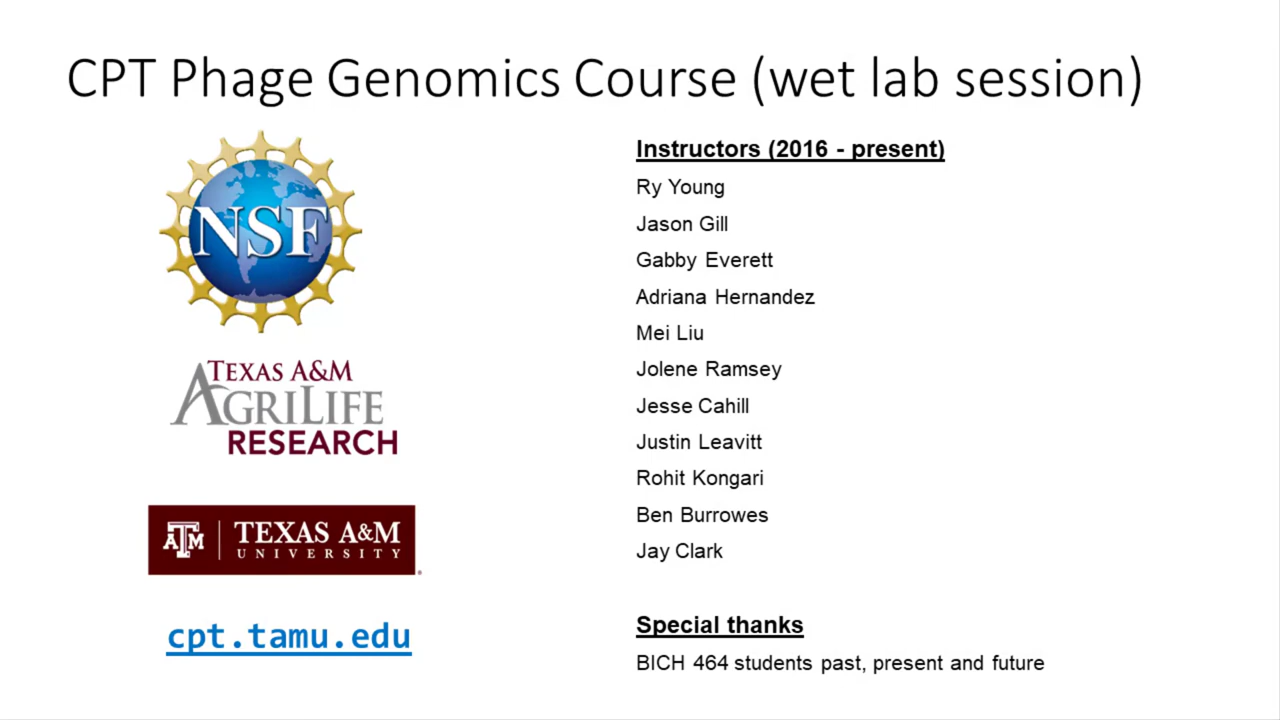 CPT Phage Genomics Course (wet lab session)
NSF
TEXAS A&M
AGRILIFE
RESEARCH
ATM | TEXAS A&M
UNIVERSITY
cpt.tamu.edu
Instructors (2016 - present)
Ry Young
Jason Gill
Gabby Everett
Adriana Hernandez
Mei Liu
Jolene Ramsey
Jesse Cahill
Justin Leavitt
Rohit Kongari
Ben Burrowes
Jay Clark
Special thanks
BICH 464 students past, present and future